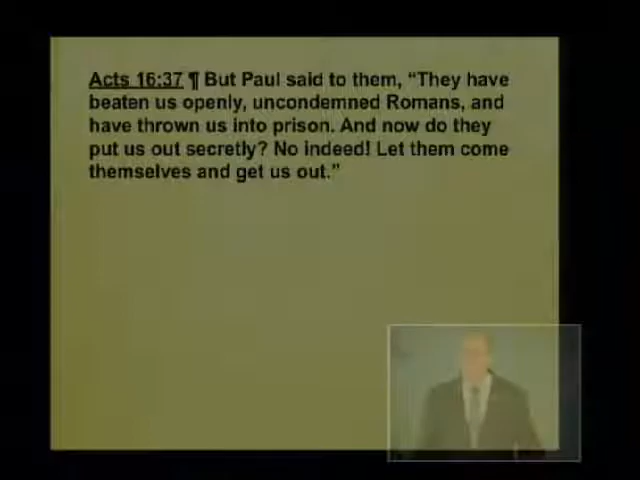 Acts 16:37 ¶ But Paul said to them, “They have
beaten us openly, uncondemned Romans, and
have thrown us into prison. And now do they
put us out secretly? No indeed! Let them come
themselves and get us out.”